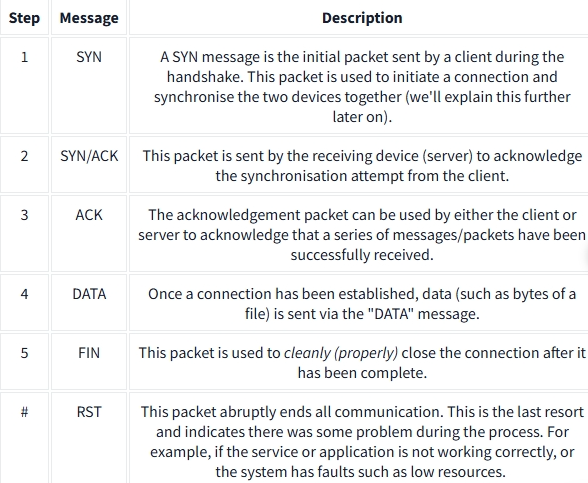 Step Message Description
1 SYN A SYN message is the initial packet sent by a client during the
handshake. This packet is used to initiate a connection and
synchronise the two devices together (we'll explain this further
later on).
2 SYN/ACK This packet is sent by the receiving device (server) to acknowledge
the synchronisation attempt from the client.
3 ACK The acknowledgement packet can be used by either the client or
server to acknowledge that a series of messages/packets have been
successfully received.
4 DATA Once a connection has been established, data (such as bytes of a
file) is sent via the "DATA" message.
5 FIN This packet is used to cleanly (properly) close the connection after it
has been complete.
# RST This packet abruptly ends all communication. This is the last resort
and indicates there was some problem during the process. For
example, if the service or application is not working correctly, or
the system has faults such as low resources.